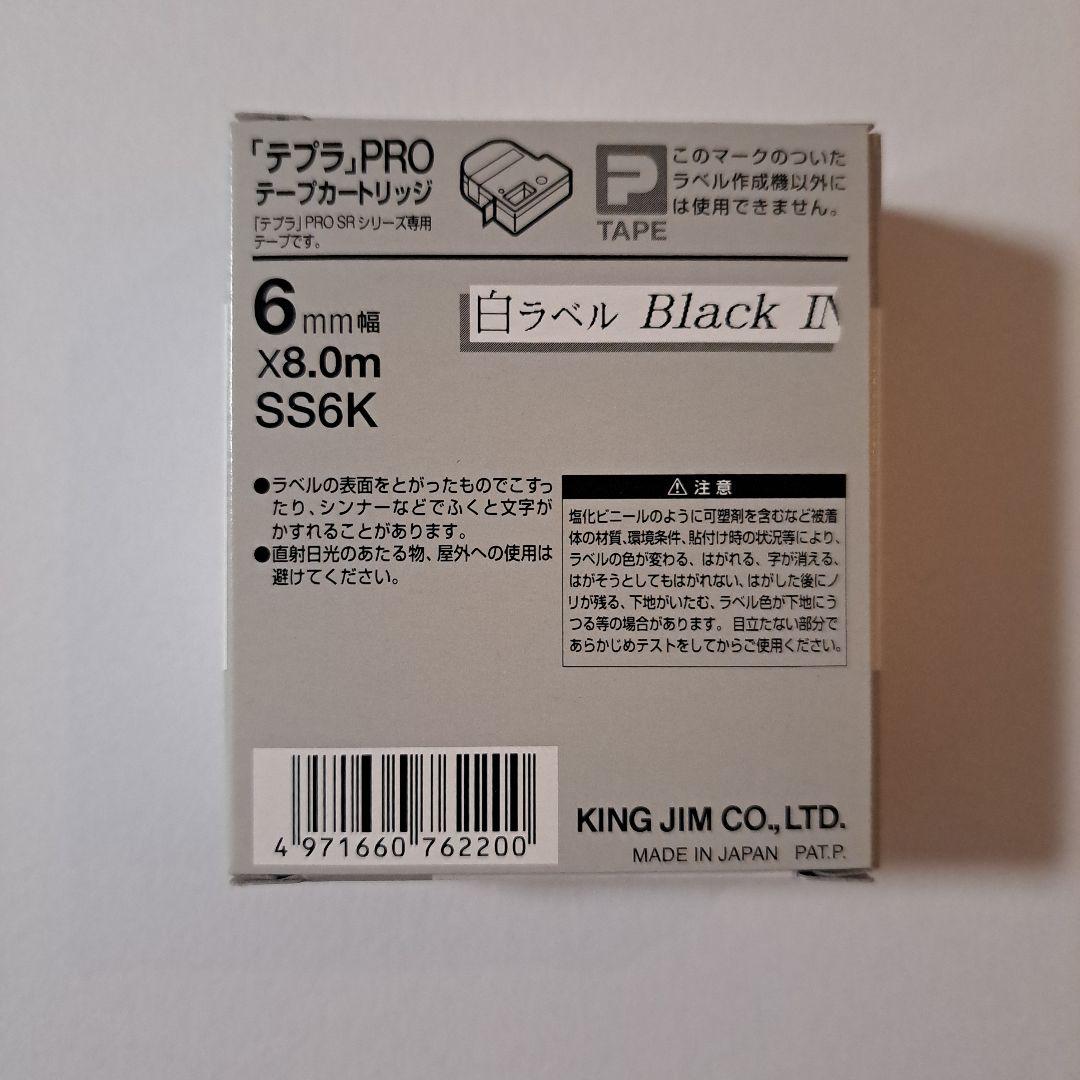 「テプラ」PRO
テープカートリッジ
「テプラ」PRO SRシリーズ専用
テープです。
TAPE
このマークのついた
ラベル作成機以外に
は使用できません。
6mm幅
X8.0m
SS6K
白ラベル Black IN
●ラベルの表面をとがったものでこすっ
たり、シンナーなどでふくと文字が
かすれることがあります。
●直射日光のあたる物、屋外への使用は
避けてください。
⚠注意
塩化ビニールのように可塑剤を含むなど被着
体の材質、環境条件、貼付け時の状況等により、
ラベルの色が変わる、はがれる、字が消える、
はがそうとしてもはがれない、はがした後にノ
リが残る、下地がいたむ、ラベル色が下地にう
つる等の場合があります。目立たない部分で
あらかじめテストをしてからご使用ください。
4 971660 762200
KING JIM CO.,LTD.
MADE IN JAPAN PAT.P.